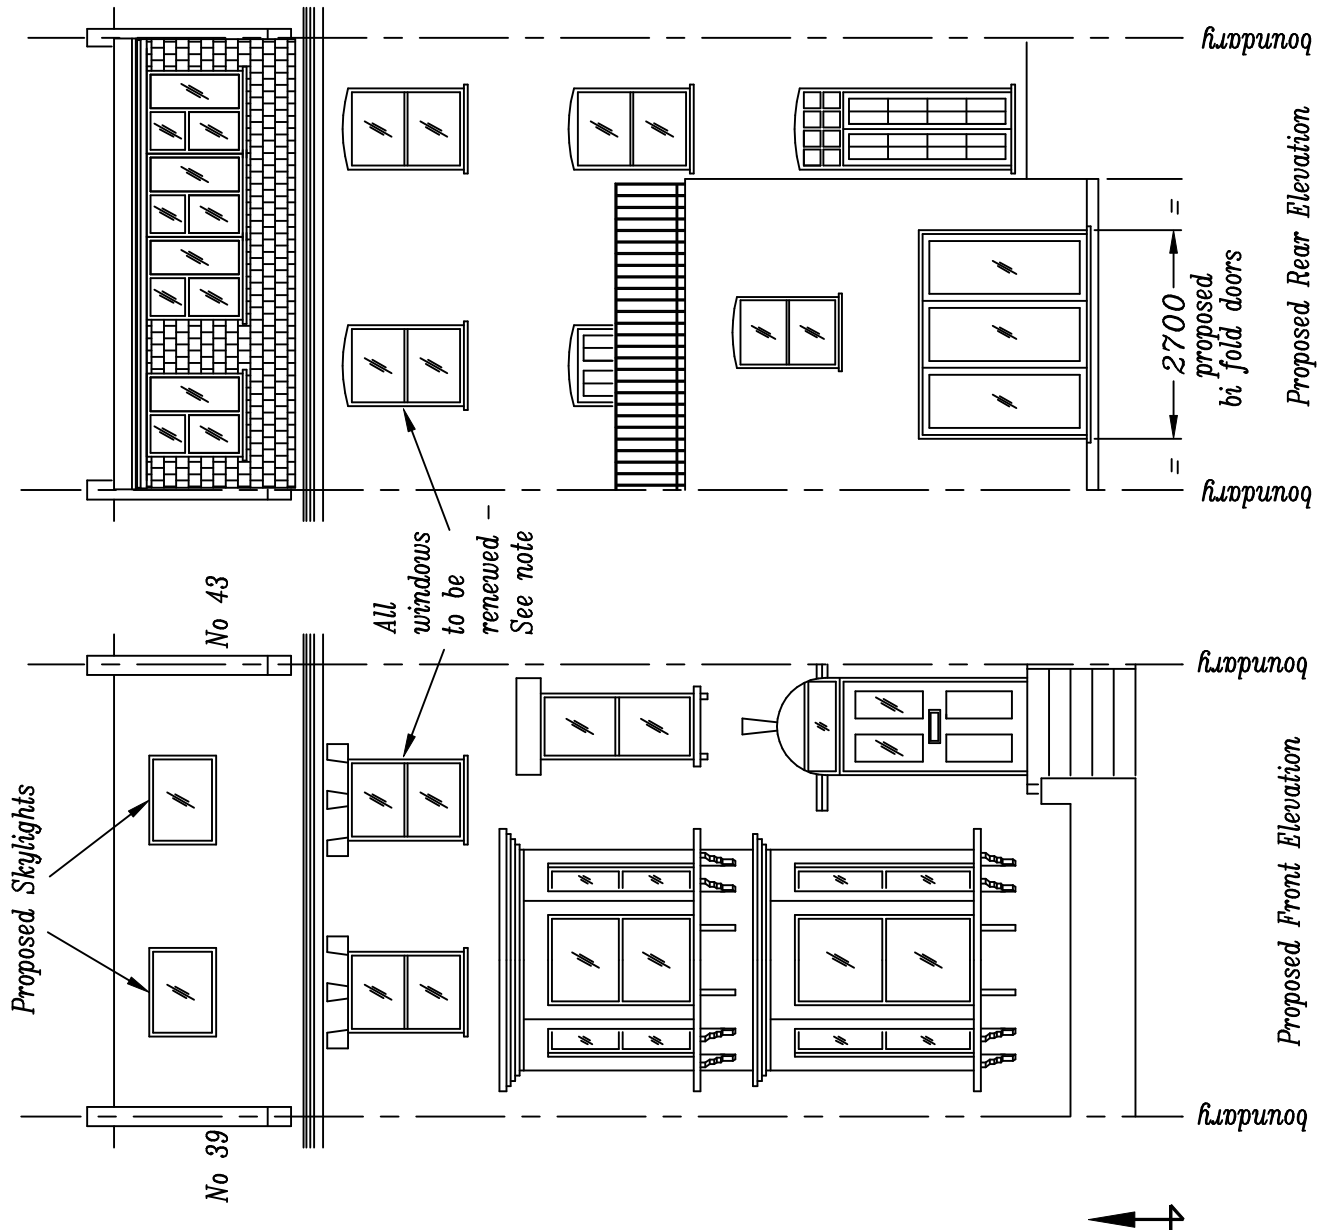 Proposed Skylights
No 39
No 43
All
windows
to be
renewed -
See note
boundary
boundary
boundary
boundary
=
2700
=
proposed
bi fold doors
Proposed Front Elevation
Proposed Rear Elevation
4